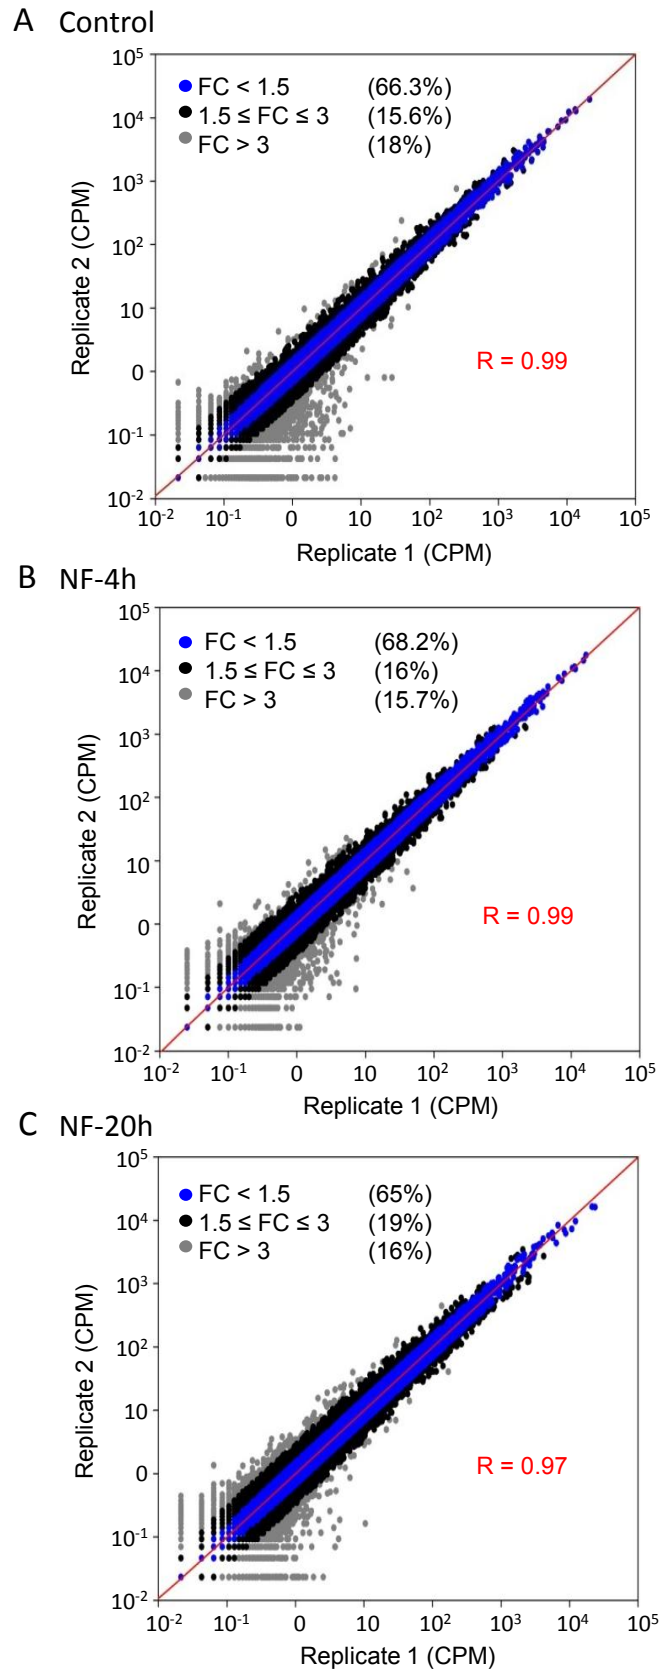 A Control
10⁵
FC < 1.5 (66.3%)
1.5 ≤ FC ≤ 3 (15.6%)
FC > 3 (18%)
10⁴
10³
10²
10
0
10⁻¹
10⁻²
Replicate 2 (CPM)
R = 0.99
10⁻² 10⁻¹ 0 10 10² 10³ 10⁴ 10⁵
Replicate 1 (CPM)
B NF-4h
10⁵
FC < 1.5 (68.2%)
1.5 ≤ FC ≤ 3 (16%)
FC > 3 (15.7%)
10⁴
10³
10²
10
0
10⁻¹
10⁻²
Replicate 2 (CPM)
R = 0.99
10⁻² 10⁻¹ 0 10 10² 10³ 10⁴ 10⁵
Replicate 1 (CPM)
C NF-20h
10⁵
FC < 1.5 (65%)
1.5 ≤ FC ≤ 3 (19%)
FC > 3 (16%)
10⁴
10³
10²
10
0
10⁻¹
10⁻²
Replicate 2 (CPM)
R = 0.97
10⁻² 10⁻¹ 0 10 10² 10³ 10⁴ 10⁵
Replicate 1 (CPM)